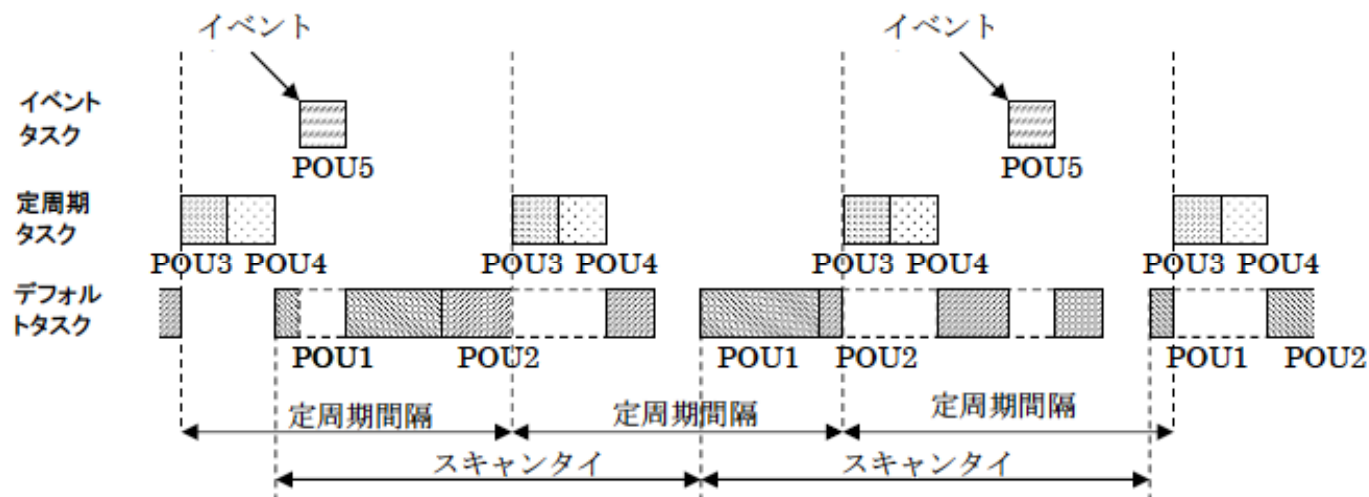 イベント
イベント
イベント
タスク
POU5
POU5
定周期
タスク
POU3 POU4
POU3 POU4
POU3 POU4
POU3 POU4
デフォル
トタスク
POU1
POU2
POU1
POU2
POU1
POU2
定周期間隔
定周期間隔
定周期間隔
スキャンタイ
スキャンタイ